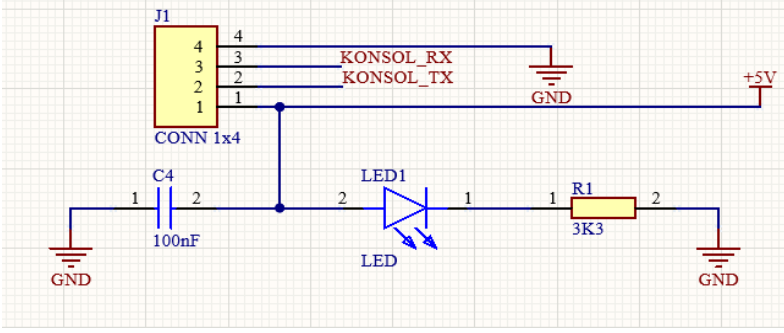 J1
4 4
3 3 KONSOL_RX
2 2 KONSOL_TX
1 1
GND
+5V
CONN 1x4
C4
1 2
100nF
GND
LED1
2 1
LED
R1
1 2
3K3
GND